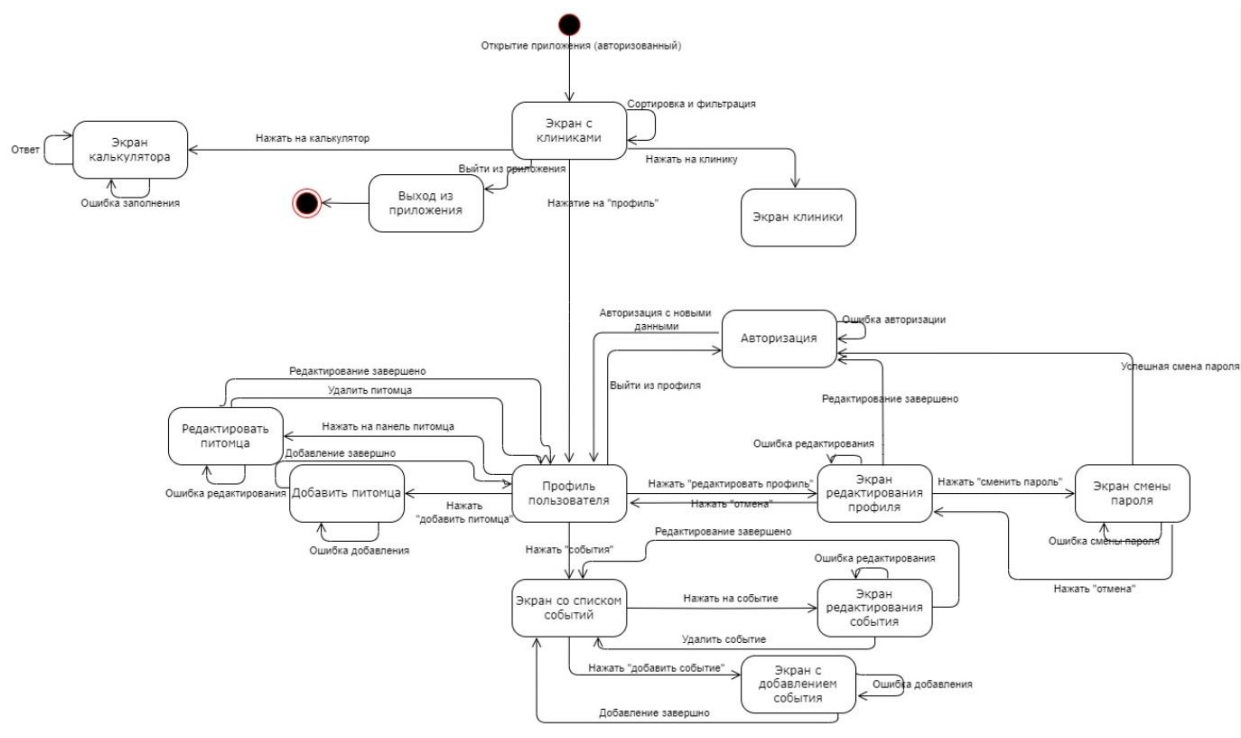 Открытие приложения (авторизованный)
Экран с
клиниками
Сортировка и фильтрация
Экран
калькулятора
Ответ
Ошибка заполнения
Нажать на калькулятор
Выйти из приложения
Выход из
приложения
Нажатие на "профиль"
Нажать на клинику
Экран клиники
Авторизация с новыми
данными
Авторизация
Ошибка авторизации
Выйти из профиля
Успешная смена пароля
Редактирование завершено
Редактирование завершено
Удалить питомца
Редактировать
питомца
Нажать на панель питомца
Добавление завершно
Ошибка редактирования
Добавить питомца
Нажать
"добавить питомца"
Ошибка добавления
Профиль
пользователя
Ошибка редактирования
Нажать "редактировать профиль"
Нажать "отмена"
Экран
редактирования
профиля
Нажать "сменить пароль"
Экран смены
пароля
Ошибка смены пароля
Нажать "отмена"
Нажать "события"
Редактирование завершено
Ошибка редактирования
Экран со списком
событий
Нажать на событие
Экран
редактирования
события
Удалить событие
Нажать "добавить событие"
Экран с
добавлением
события
Ошибка добавления
Добавление завершно